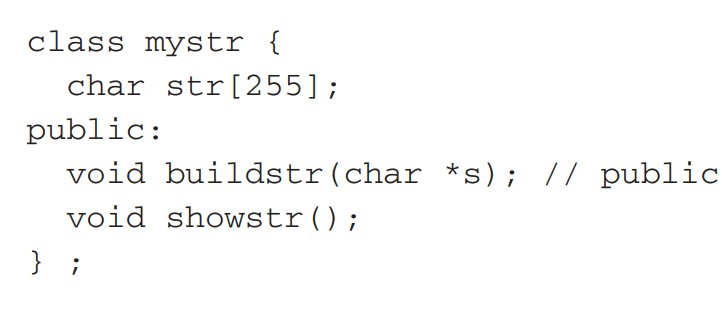 class mystr {
char str[255];
public:
void buildstr(char *s); // public
void showstr();
} ;